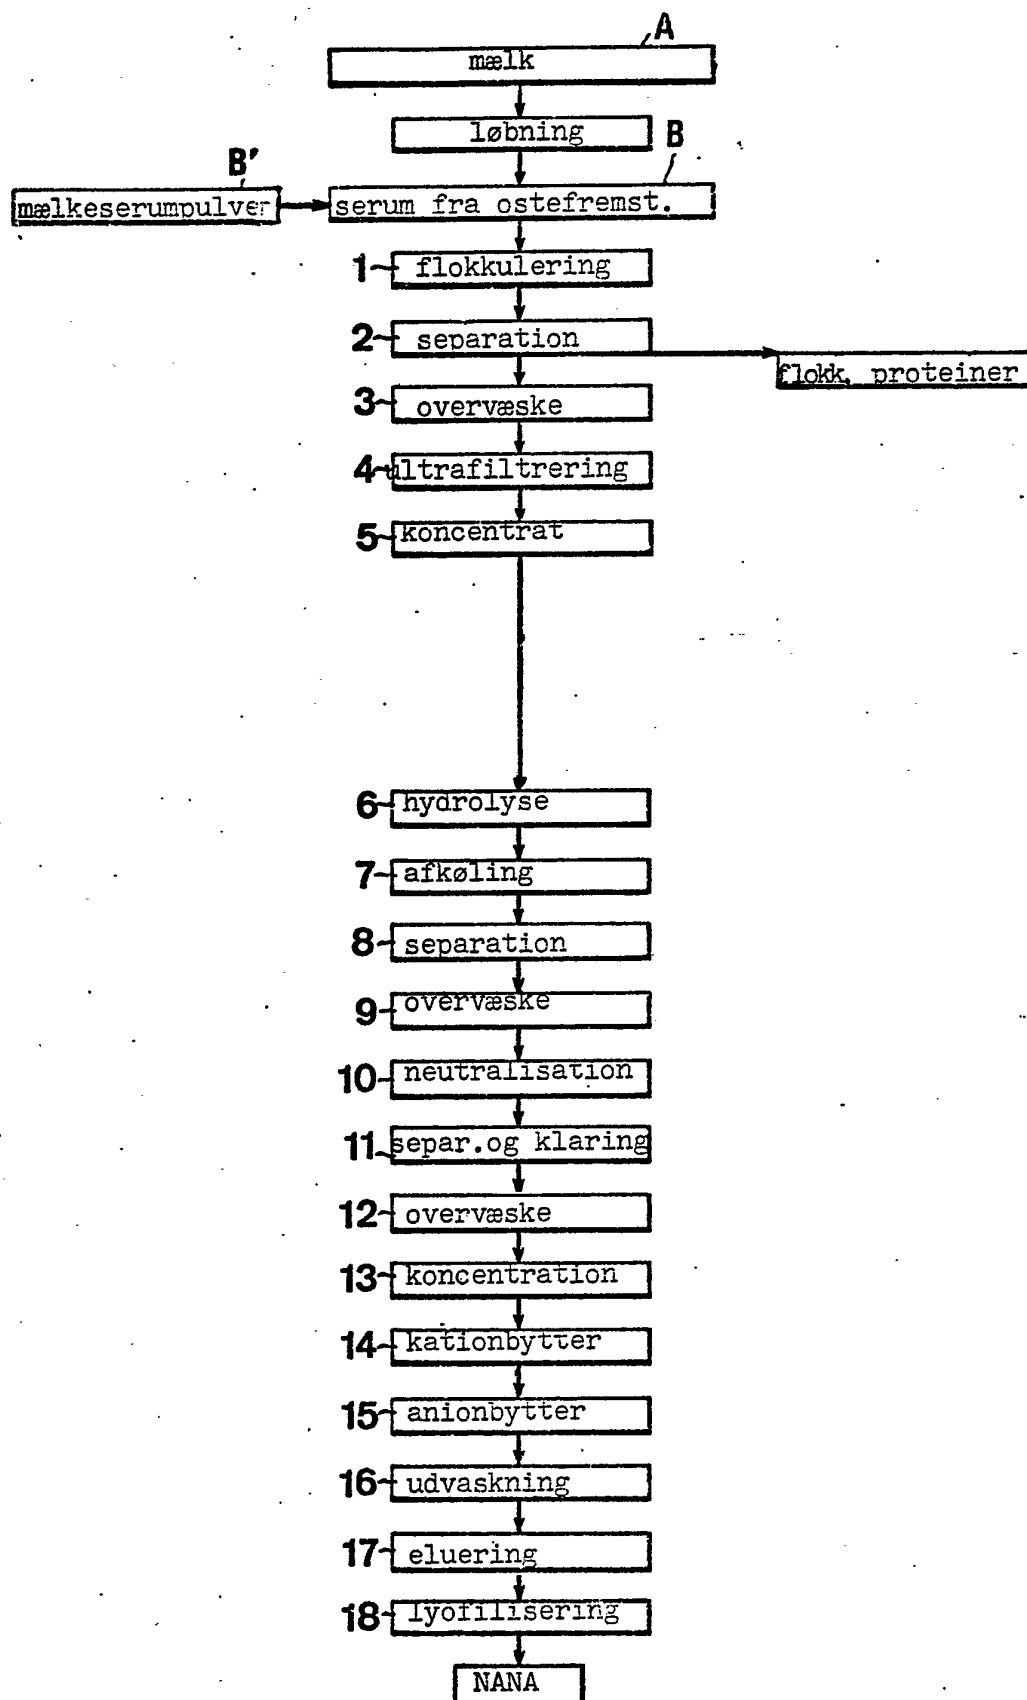 A
mælk
løbning
B
B'
mælkeserumpulver
serum fra ostefremst.
1 flokkulering
2 separation
flokk. proteiner
3 overvæske
4 ultrafiltrering
5 koncentrat
6 hydrolyse
7 afkøling
8 separation
9 overvæske
10 neutralisation
11 separ.og klaring
12 overvæske
13 koncentration
14 kationbytter
15 anionbytter
16 udvaskning
17 eluering
18 lyofilisering
NANA